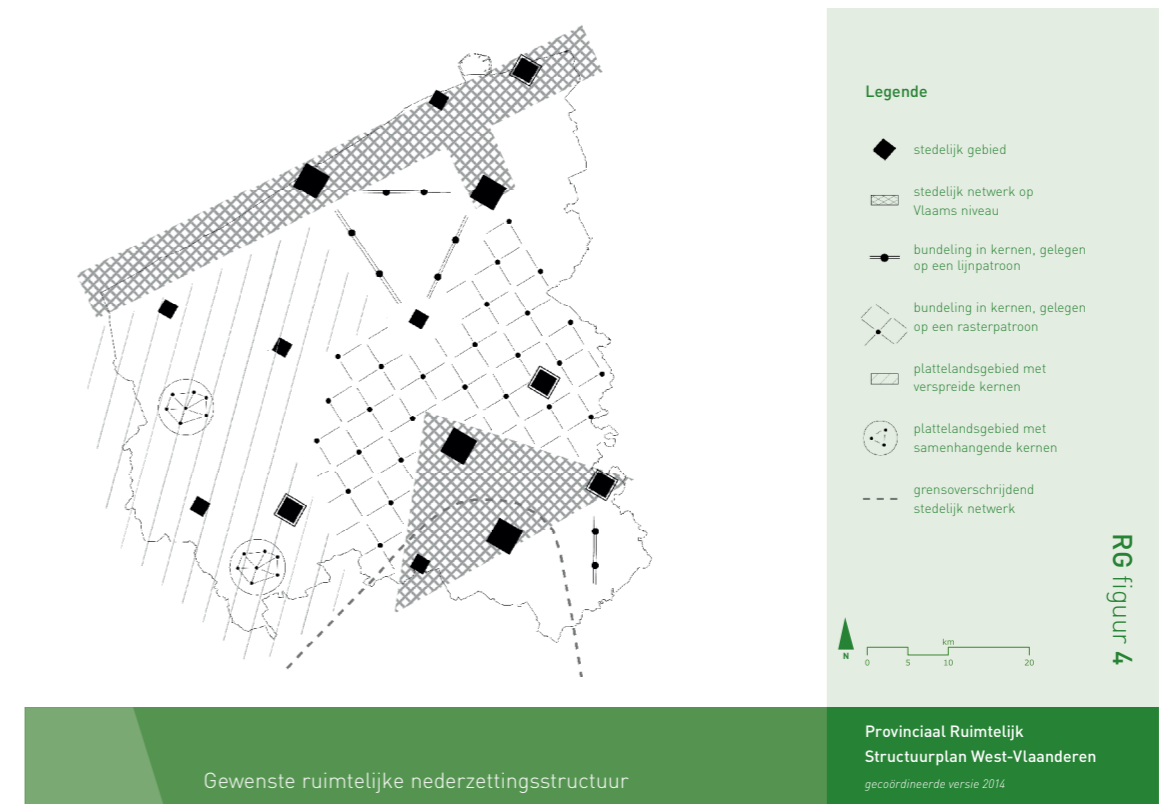 Legende
stedelijk gebied
stedelijk netwerk op
Vlaams niveau
bundeling in kernen, gelegen
op een lijnpatroon
bundeling in kernen, gelegen
op een rasterpatroon
plattelandsgebied met
verspreide kernen
plattelandsgebied met
samenhangende kernen
grensoverschrijdend
stedelijk netwerk
RG figuur 4
N
km
0 5 10 20
Gewenste ruimtelijke nederzettingsstructuur
Provinciaal Ruimtelijk
Structuurplan West-Vlaanderen
gecoördineerde versie 2014